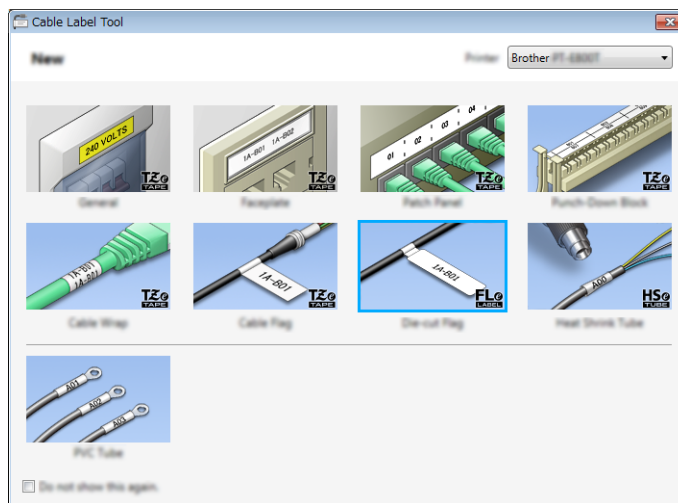 Cable Label Tool
New
Printer Brother PT-E800T
240 VOLTS
TZe TAPE
1A-B01 1A-B02
TZe TAPE
01 02 03 04
TZe TAPE
General Faceplate Patch Panel Punch-Down Block
1A-B01
1A-B01
TZe TAPE
1A-B01
TZe TAPE
1A-B01
FLe LABEL
A00
HSe TUBE
Cable Wrap Cable Flag Die-cut Flag Heat Shrink Tube
A01
A02
A03
PVC Tube
Do not show this again.